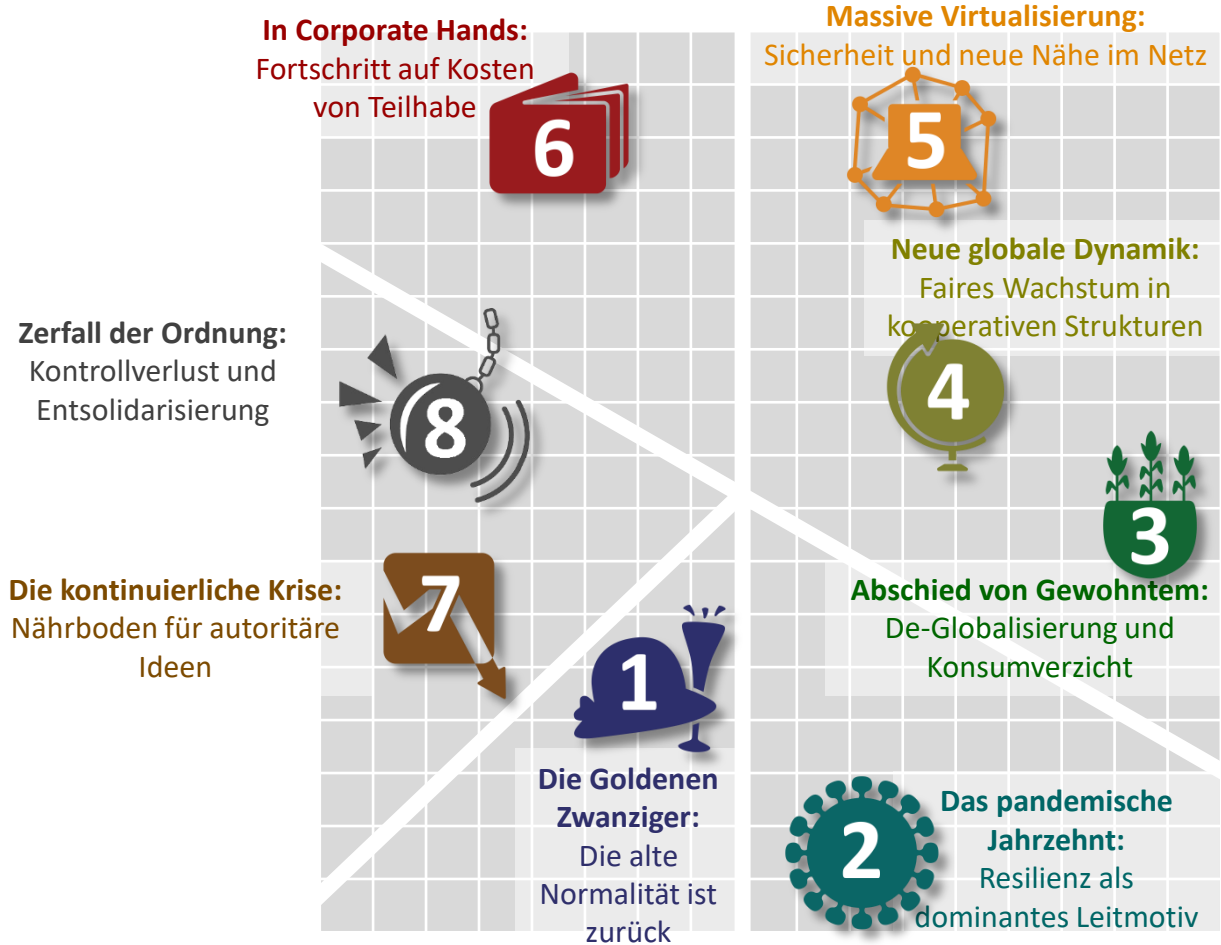 In Corporate Hands:
Fortschritt auf Kosten
von Teilhabe
6
Massive Virtualisierung:
Sicherheit und neue Nähe im Netz
5
Neue globale Dynamik:
Faires Wachstum in
kooperativen Strukturen
4
Zerfall der Ordnung:
Kontrollverlust und
Entsolidarisierung
8
3
Abschied von Gewohntem:
De-Globalisierung und
Konsumverzicht
Die kontinuierliche Krise:
Nährboden für autoritäre
Ideen
7
1
Die Goldenen
Zwanziger:
Die alte
Normalität ist
zurück
2
Das pandemische
Jahrzehnt:
Resilienz als
dominantes Leitmotiv